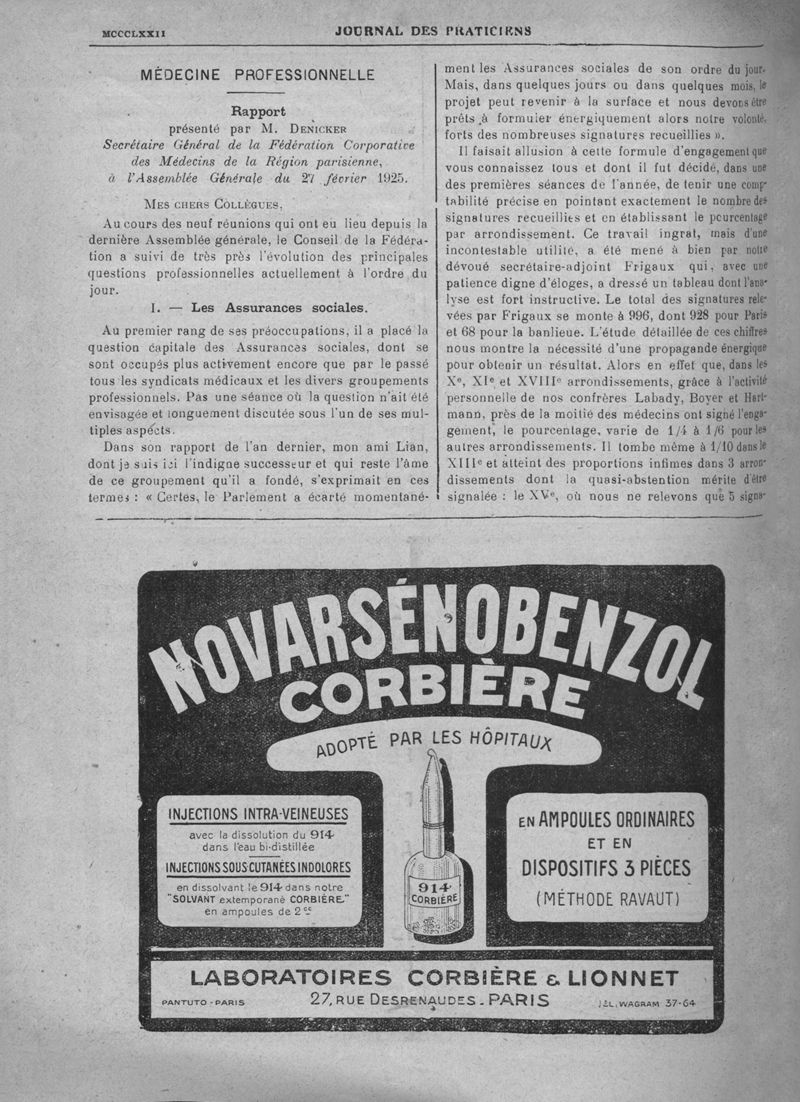 MCCCLXXII
JOURNAL DES PRATICIENS
MÉDECINE PROFESSIONNELLE
Rapport
présenté par M. DENICKER
Secrétaire Général de la Fédération Corporative
des Médecins de la Région parisienne,
à l'Assemblée Générale du 27 février 1925.
MES CHERS COLLÈGUES,
Au cours des neuf réunions qui ont eu lieu depuis la
dernière Assemblée générale, le Conseil de la Fédéra-
tion a suivi de très près l'évolution des principales
questions professionnelles actuellement à l'ordre du
jour.
I. — Les Assurances sociales.
Au premier rang de ses préoccupations, il a placé la
question capitale des Assurances sociales, dont se
sont occupés plus activement encore que par le passé
tous les syndicats médicaux et les divers groupements
professionnels. Pas une séance où la question n'ait été
envisagée et longuement discutée sous l'un de ses mul-
tiples aspects.
Dans son rapport de l'an dernier, mon ami Lian,
dont je suis ici l'indigne successeur et qui reste l'âme
de ce groupement qu'il a fondé, s'exprimait en ces
termes : « Certes, le Parlement a écarté momentané-
ment les Assurances sociales de son ordre du jour.
Mais, dans quelques jours ou dans quelques mois, le
projet peut revenir à la surface et nous devons être
prêts à formuler énergiquement alors notre volonté,
forts des nombreuses signatures recueillies ».
Il faisait allusion à cette formule d'engagement que
vous connaissez tous et dont il fut décidé, dans une
des premières séances de l'année, de tenir une comp-
tabilité précise en pointant exactement le nombre des
signatures recueillies et en établissant le pourcentage
par arrondissement. Ce travail ingrat, mais d'une
incontestable utilité, a été mené à bien par notre
dévoué secrétaire-adjoint Frigaux qui, avec une
patience digne d'éloges, a dressé un tableau dont l'ana-
lyse est fort instructive. Le total des signatures rele-
vées par Frigaux se monte à 996, dont 928 pour Paris
et 68 pour la banlieue. L'étude détaillée de ces chiffres
nous montre la nécessité d'une propagande énergique
pour obtenir un résultat. Alors en effet que, dans les
Xe, XIe et XVIIIe arrondissements, grâce à l'activité
personnelle de nos confrères Labady, Boyer et Hart-
mann, près de la moitié des médecins ont signé l'enga-
gement, le pourcentage, varie de 1/4 à 1/6 pour les
autres arrondissements. Il tombe même à 1/10 dans le
XIIIe et atteint des proportions infimes dans 3 arron-
dissements dont la quasi-abstention mérite d'être
signalée : le XVe, où nous ne relevons que 5 signa-
NOVARSÉNOBENZOL
CORBIÈRE
ADOPTÉ PAR LES HÔPITAUX
INJECTIONS INTRA-VEINEUSES
avec la dissolution du 914
dans l'eau bi-distillée
INJECTIONS SOUS CUTANÉES INDOLORES
en dissolvant le 914 dans notre
"SOLVANT extemporané CORBIÈRE"
en ampoules de 2cc
914
CORBIÈRE
EN AMPOULES ORDINAIRES
ET EN
DISPOSITIFS 3 PIÈCES
(MÉTHODE RAVAUT)
LABORATOIRES CORBIÈRE & LIONNET
PANTUTO - PARIS
27, RUE DESRENAUDES - PARIS
TÉL. WAGRAM 37-64